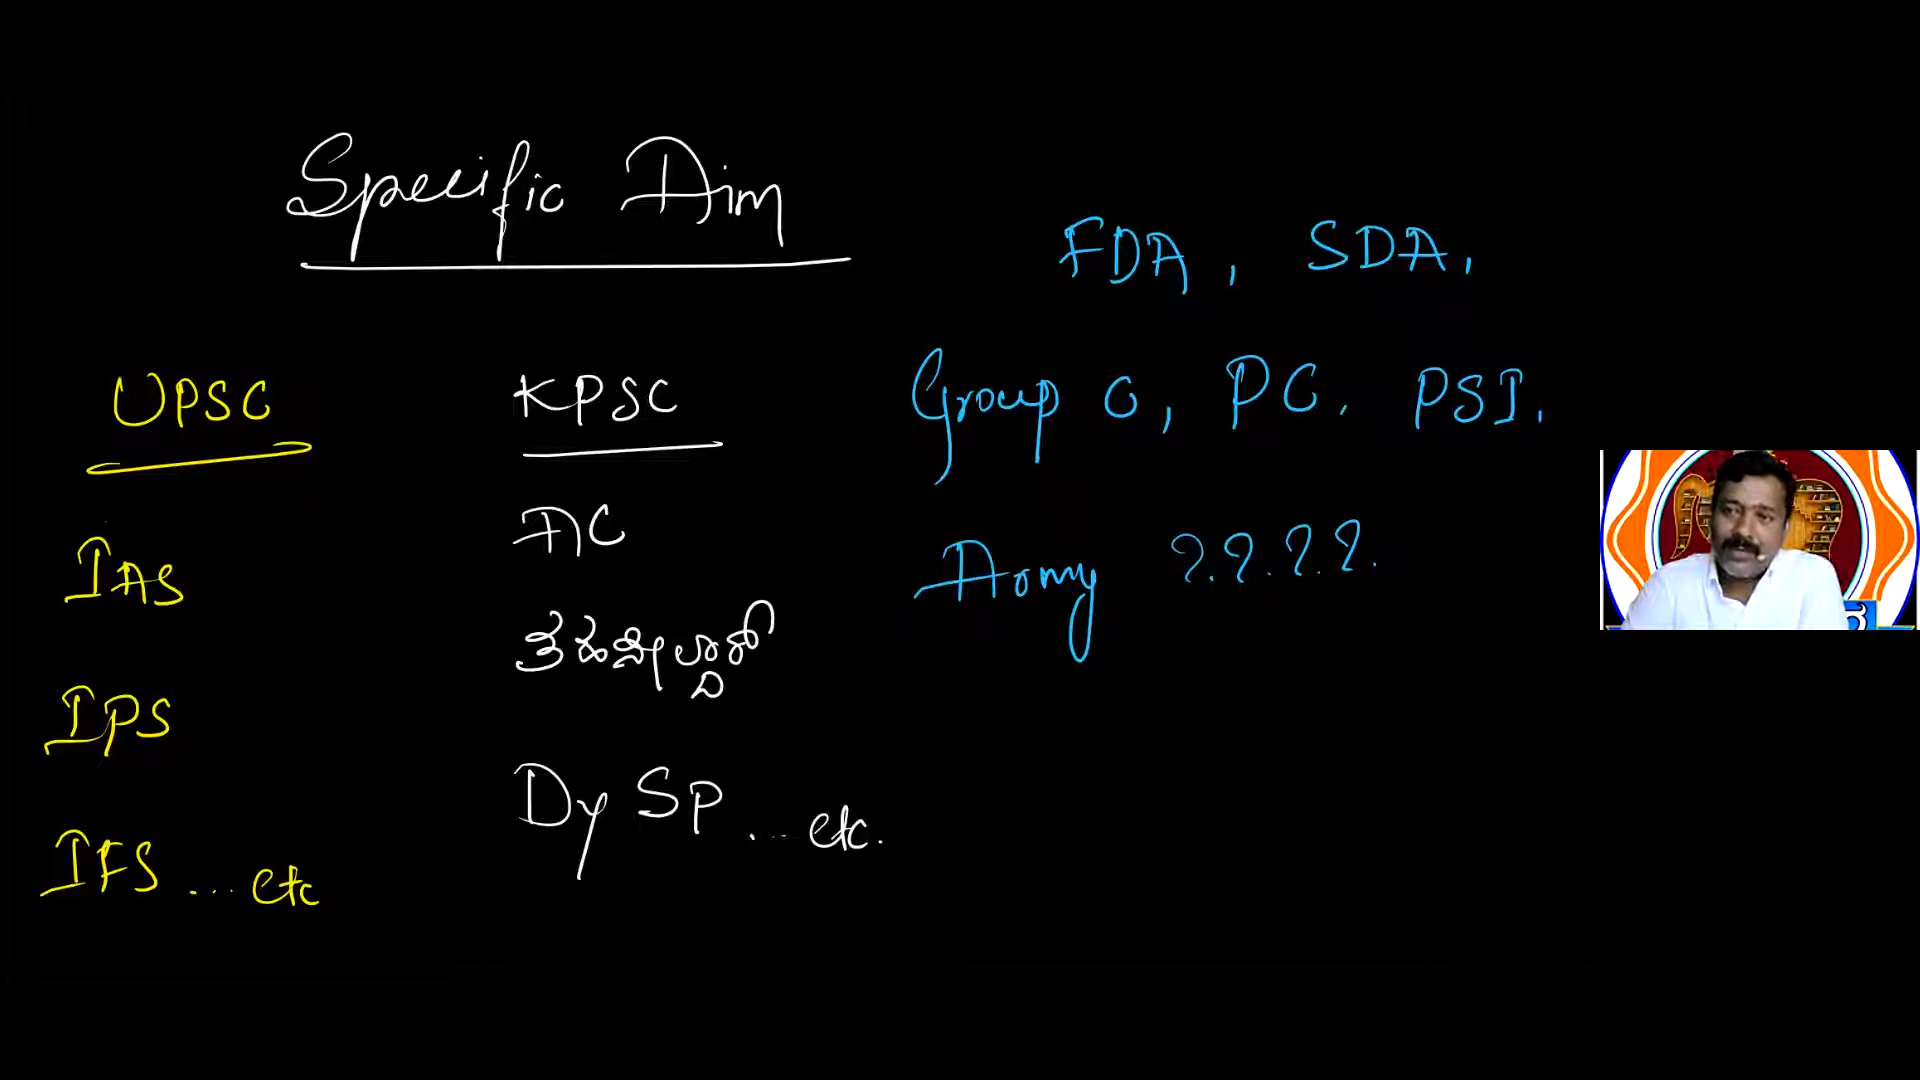 Specific Aim
UPSC
IAS
IPS
IFS ... etc
KPSC
AC
ತಹಶೀಲ್ದಾರ್
Dy SP ... etc.
FDA, SDA,
Group C, PC. PSI.
Army ?.?.?.?.